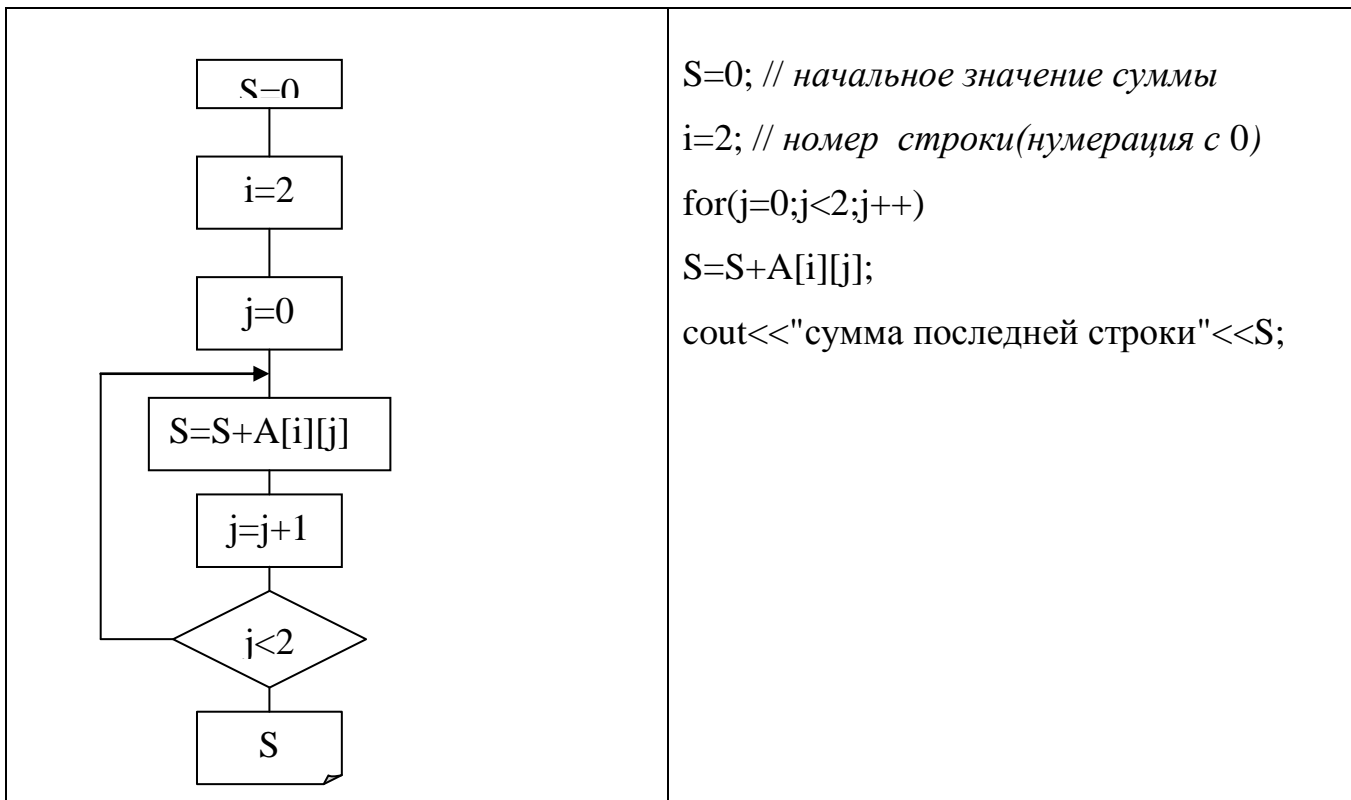 S=0
i=2
j=0
S=S+A[i][j]
j=j+1
j<2
S
S=0; // начальное значение суммы
i=2; // номер строки(нумерация с 0)
for(j=0;j<2;j++)
S=S+A[i][j];
cout<<"сумма последней строки"<<S;